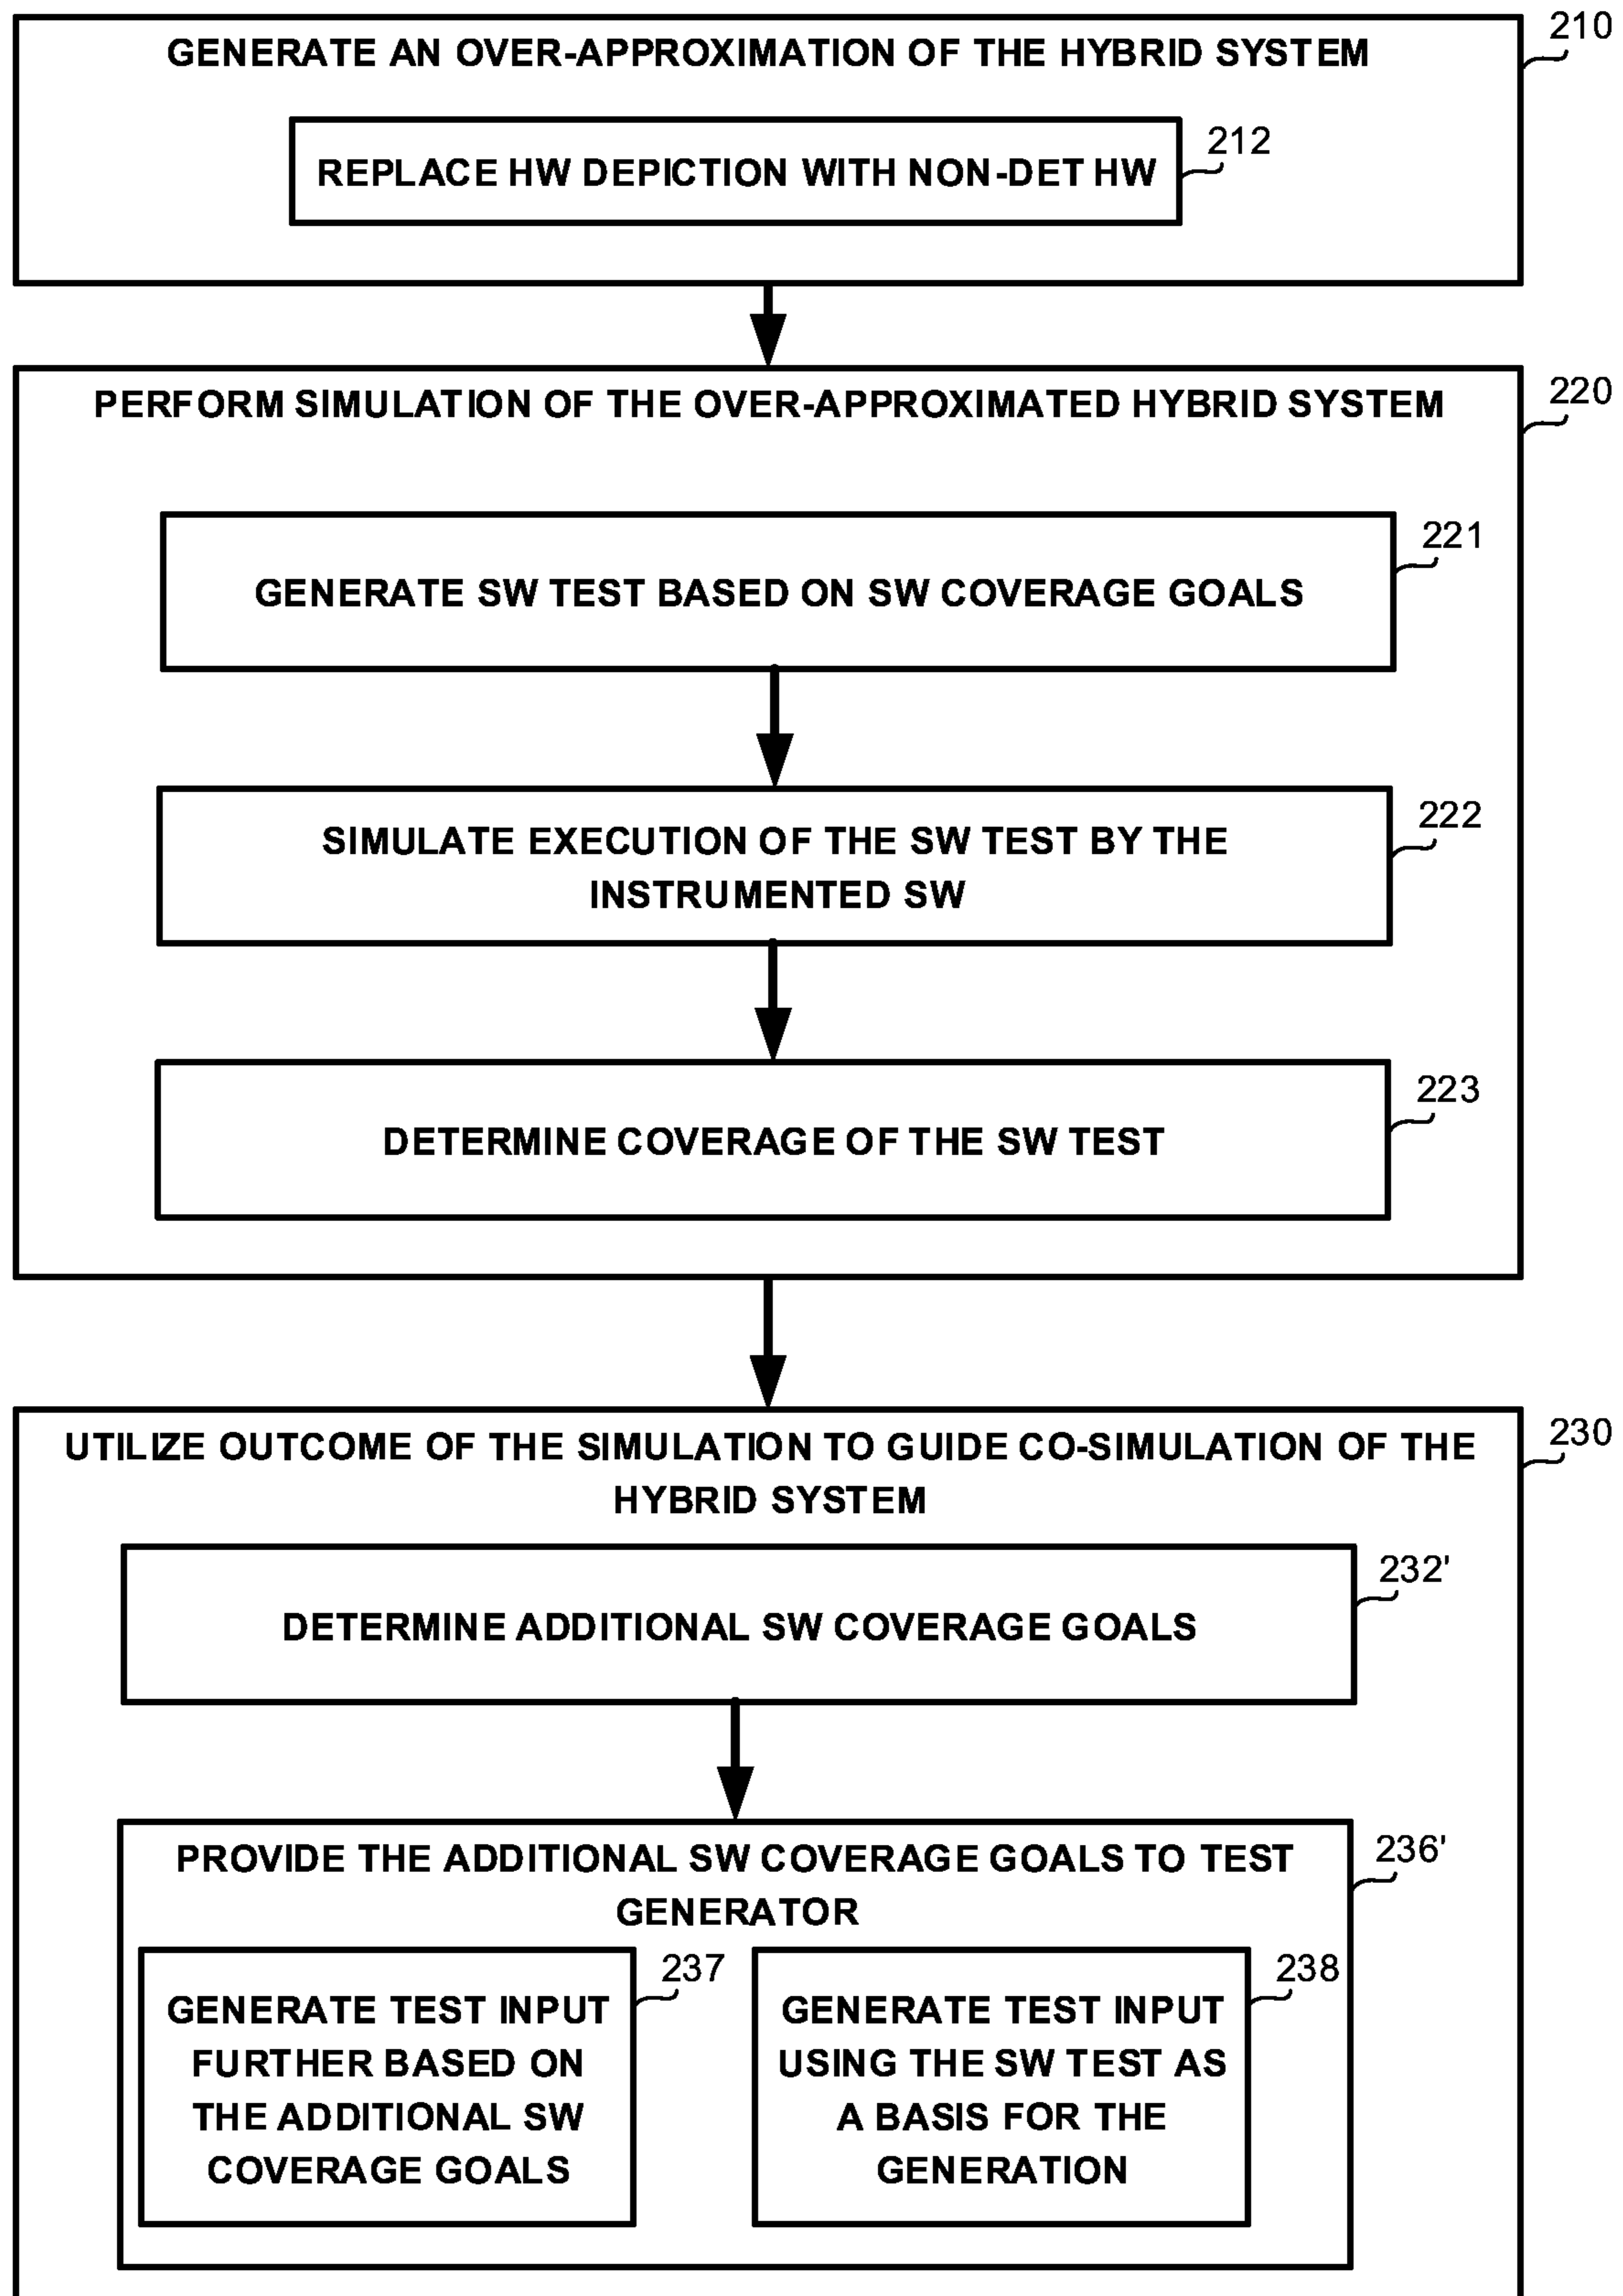 GENERATE AN OVER-APPROXIMATION OF THE HYBRID SYSTEM
210
REPLACE HW DEPICTION WITH NON-DET HW
212
PERFORM SIMULATION OF THE OVER-APPROXIMATED HYBRID SYSTEM
220
GENERATE SW TEST BASED ON SW COVERAGE GOALS
221
SIMULATE EXECUTION OF THE SW TEST BY THE
INSTRUMENTED SW
222
DETERMINE COVERAGE OF THE SW TEST
223
UTILIZE OUTCOME OF THE SIMULATION TO GUIDE CO-SIMULATION OF THE
HYBRID SYSTEM
230
DETERMINE ADDITIONAL SW COVERAGE GOALS
232'
PROVIDE THE ADDITIONAL SW COVERAGE GOALS TO TEST
GENERATOR
236'
GENERATE TEST INPUT
FURTHER BASED ON
THE ADDITIONAL SW
COVERAGE GOALS
237
GENERATE TEST INPUT
USING THE SW TEST AS
A BASIS FOR THE
GENERATION
238